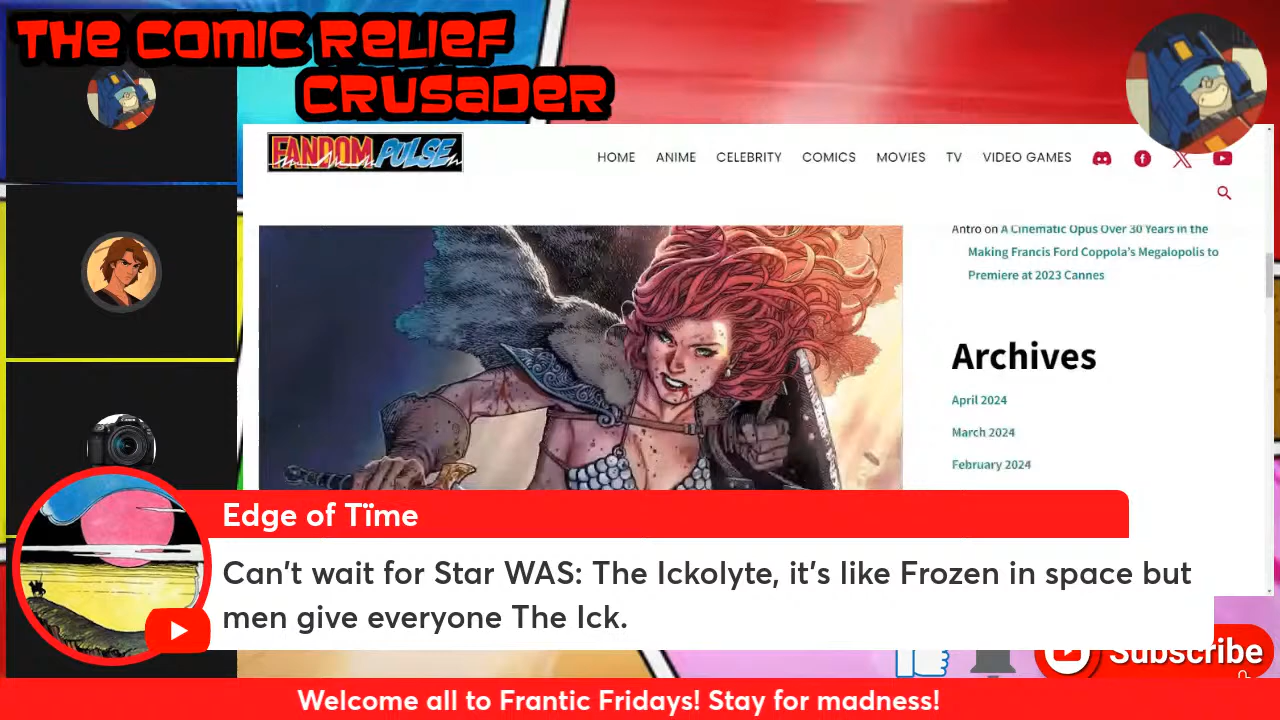 THE COMIC RELIEF
CRUSADER
FANDOM PULSE
HOME ANIME CELEBRITY COMICS MOVIES TV VIDEO GAMES
Antro on A Cinematic Opus Over 30 Years in the
Making Francis Ford Coppola's Megalopolis to
Premiere at 2023 Cannes
Archives
April 2024
March 2024
February 2024
Edge of Tïme
Can't wait for Star WAS: The Ickolyte, it's like Frozen in space but
men give everyone The Ick.
Subscribe
Welcome all to Frantic Fridays! Stay for madness!